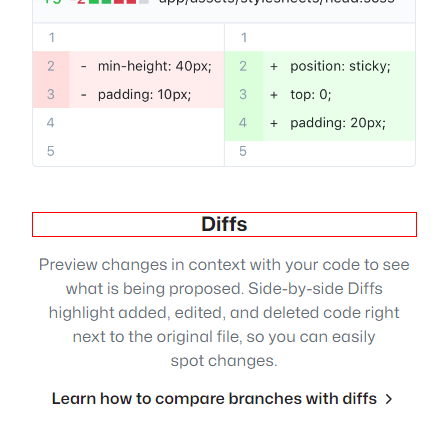 1 1
2 - min-height: 40px; 2 + position: sticky;
3 - padding: 10px; 3 + top: 0;
4 4 + padding: 20px;
5 5
Diffs
Preview changes in context with your code to see
what is being proposed. Side-by-side Diffs
highlight added, edited, and deleted code right
next to the original file, so you can easily
spot changes.
Learn how to compare branches with diffs >